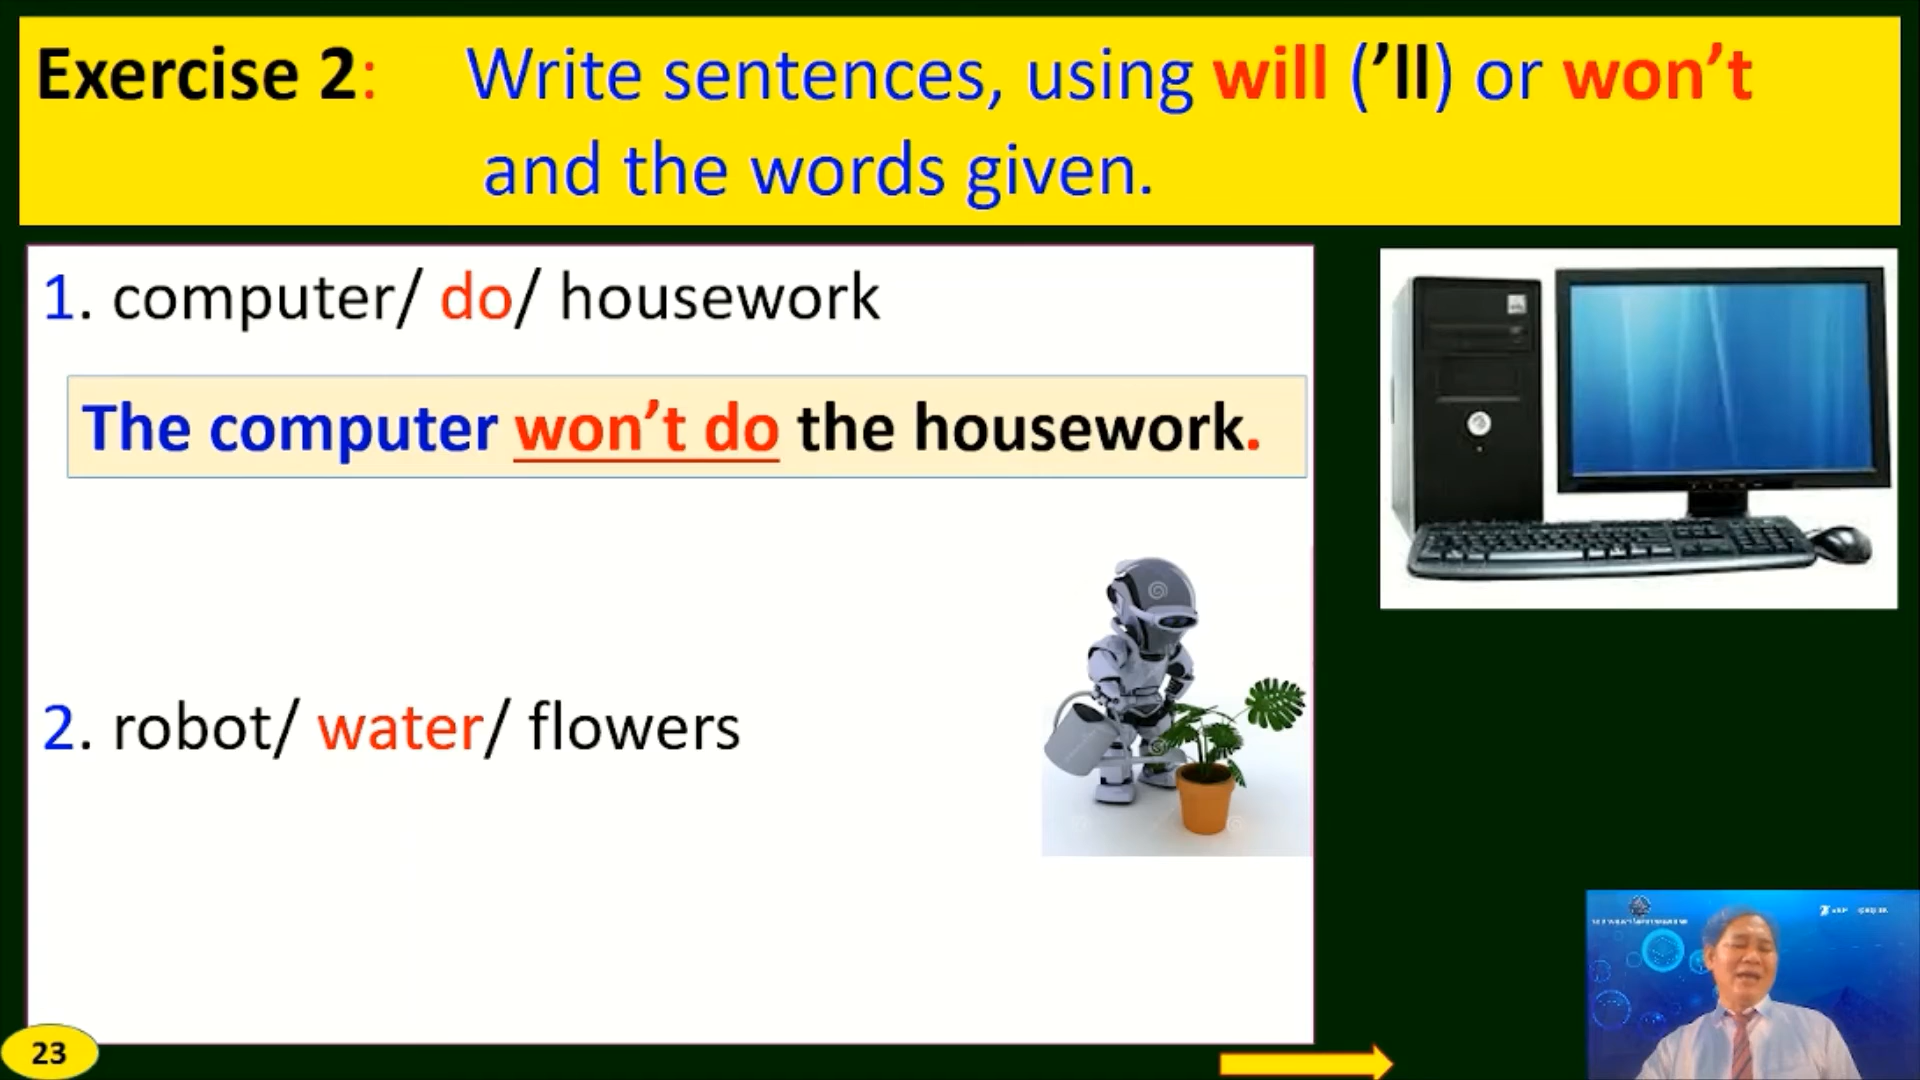 Exercise 2: Write sentences, using will (’ll) or won’t
and the words given.
1. computer/ do/ housework
The computer won’t do the housework.
2. robot/ water/ flowers
23